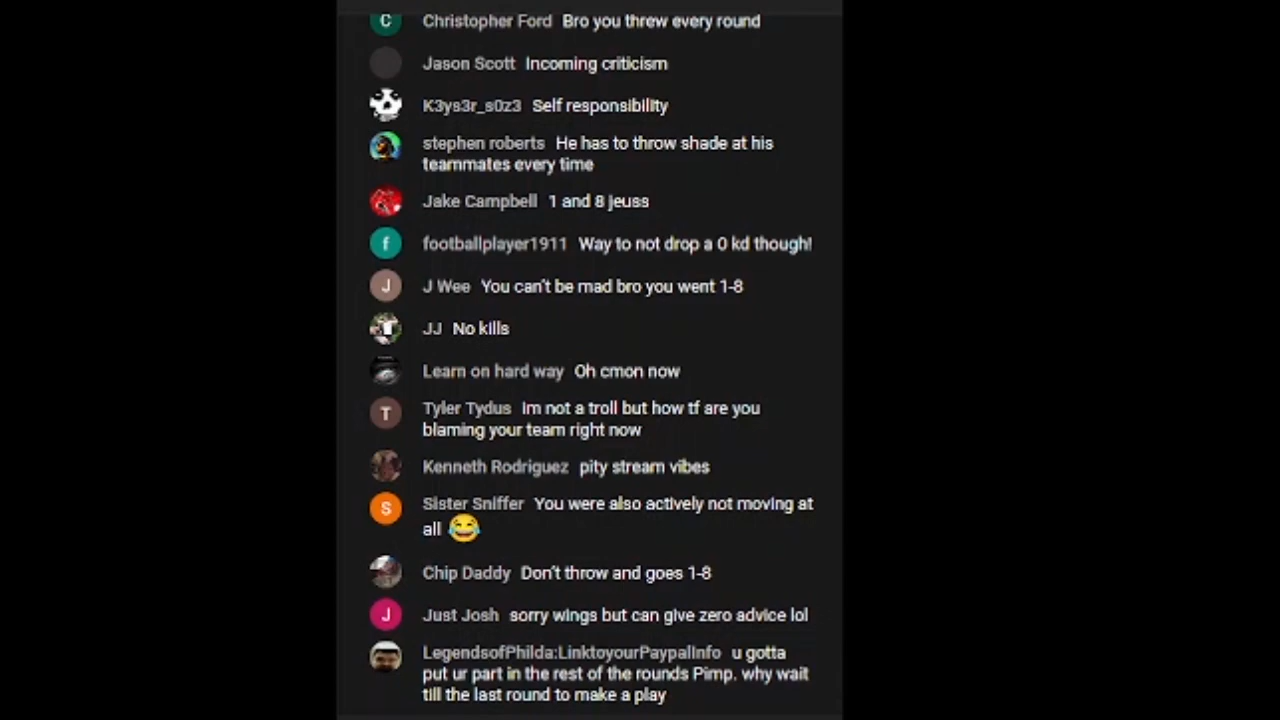 C Christopher Ford Bro you threw every round
Jason Scott Incoming criticism
K3ys3r_s0z3 Self responsibility
stephen roberts He has to throw shade at his
teammates every time
Jake Campbell 1 and 8 jeuss
f footballplayer1911 Way to not drop a 0 kd though!
J J Wee You can't be mad bro you went 1-8
JJ No kills
Learn on hard way Oh cmon now
T Tyler Tydus Im not a troll but how tf are you
blaming your team right now
Kenneth Rodriguez pity stream vibes
S Sister Sniffer You were also actively not moving at
all 😂
Chip Daddy Don't throw and goes 1-8
J Just Josh sorry wings but can give zero advice lol
LegendsofPhilda:LinktoyourPaypalInfo u gotta
put ur part in the rest of the rounds Pimp. why wait
till the last round to make a play